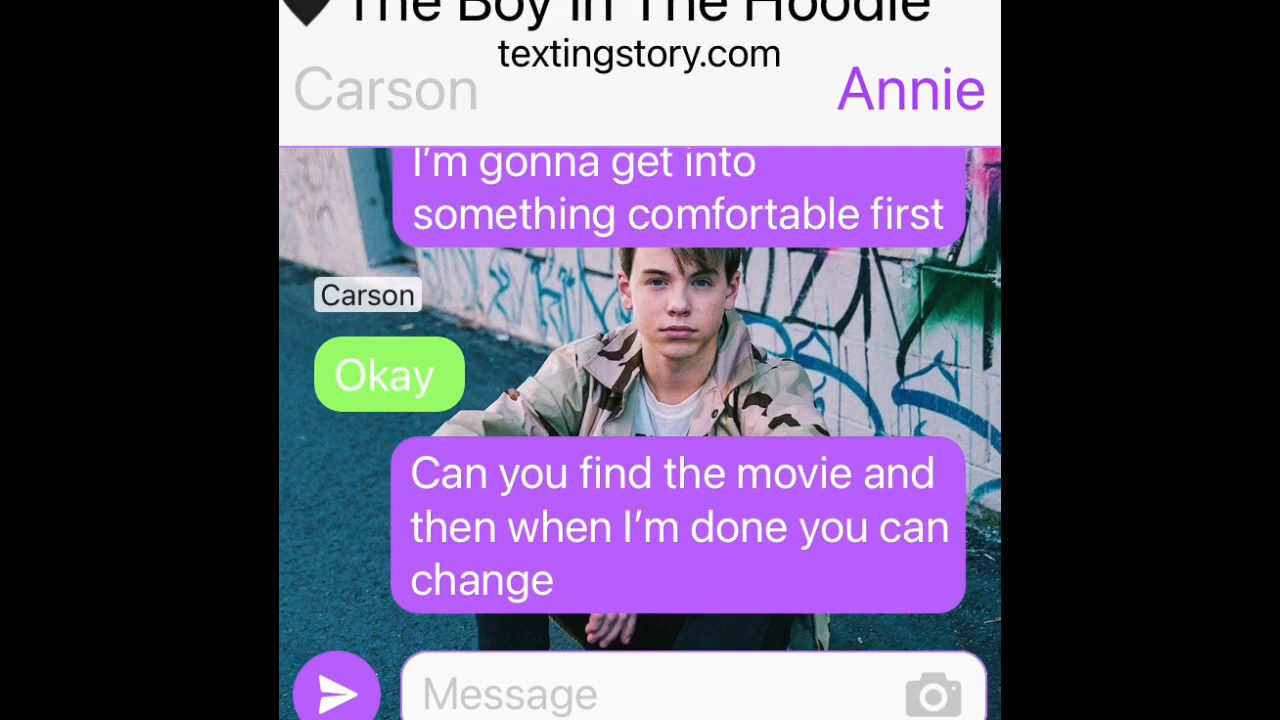 The Boy In The Hoodie
textingstory.com
Carson
Annie
I’m gonna get into
something comfortable first
Carson
Okay
Can you find the movie and
then when I’m done you can
change
Message